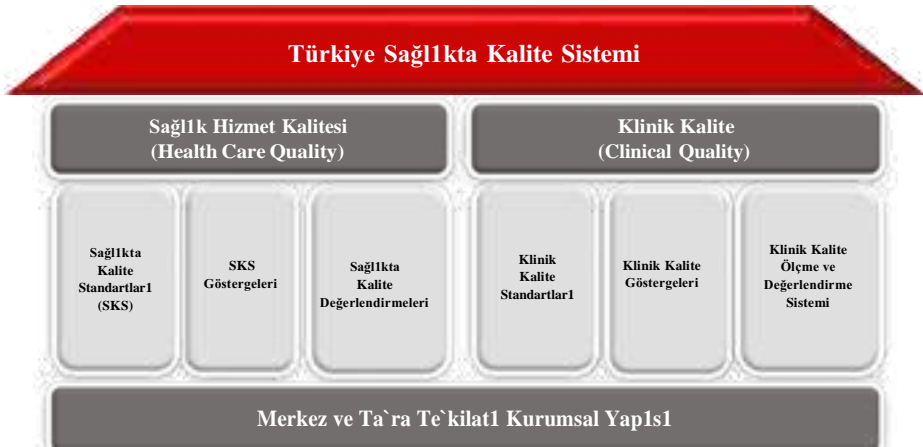 Türkiye Sağl1kta Kalite Sistemi
Sağl1k Hizmet Kalitesi
(Health Care Quality)
Klinik Kalite
(Clinical Quality)
Sağl1kta
Kalite
Standartlar1
(SKS)
SKS
Göstergeleri
Sağl1kta
Kalite
Değerlendirmeleri
Klinik
Kalite
Standartlar1
Klinik Kalite
Göstergeleri
Klinik Kalite
Ölçme ve
Değerlendirme
Sistemi
Merkez ve Ta`ra Te`kilat1 Kurumsal Yap1s1